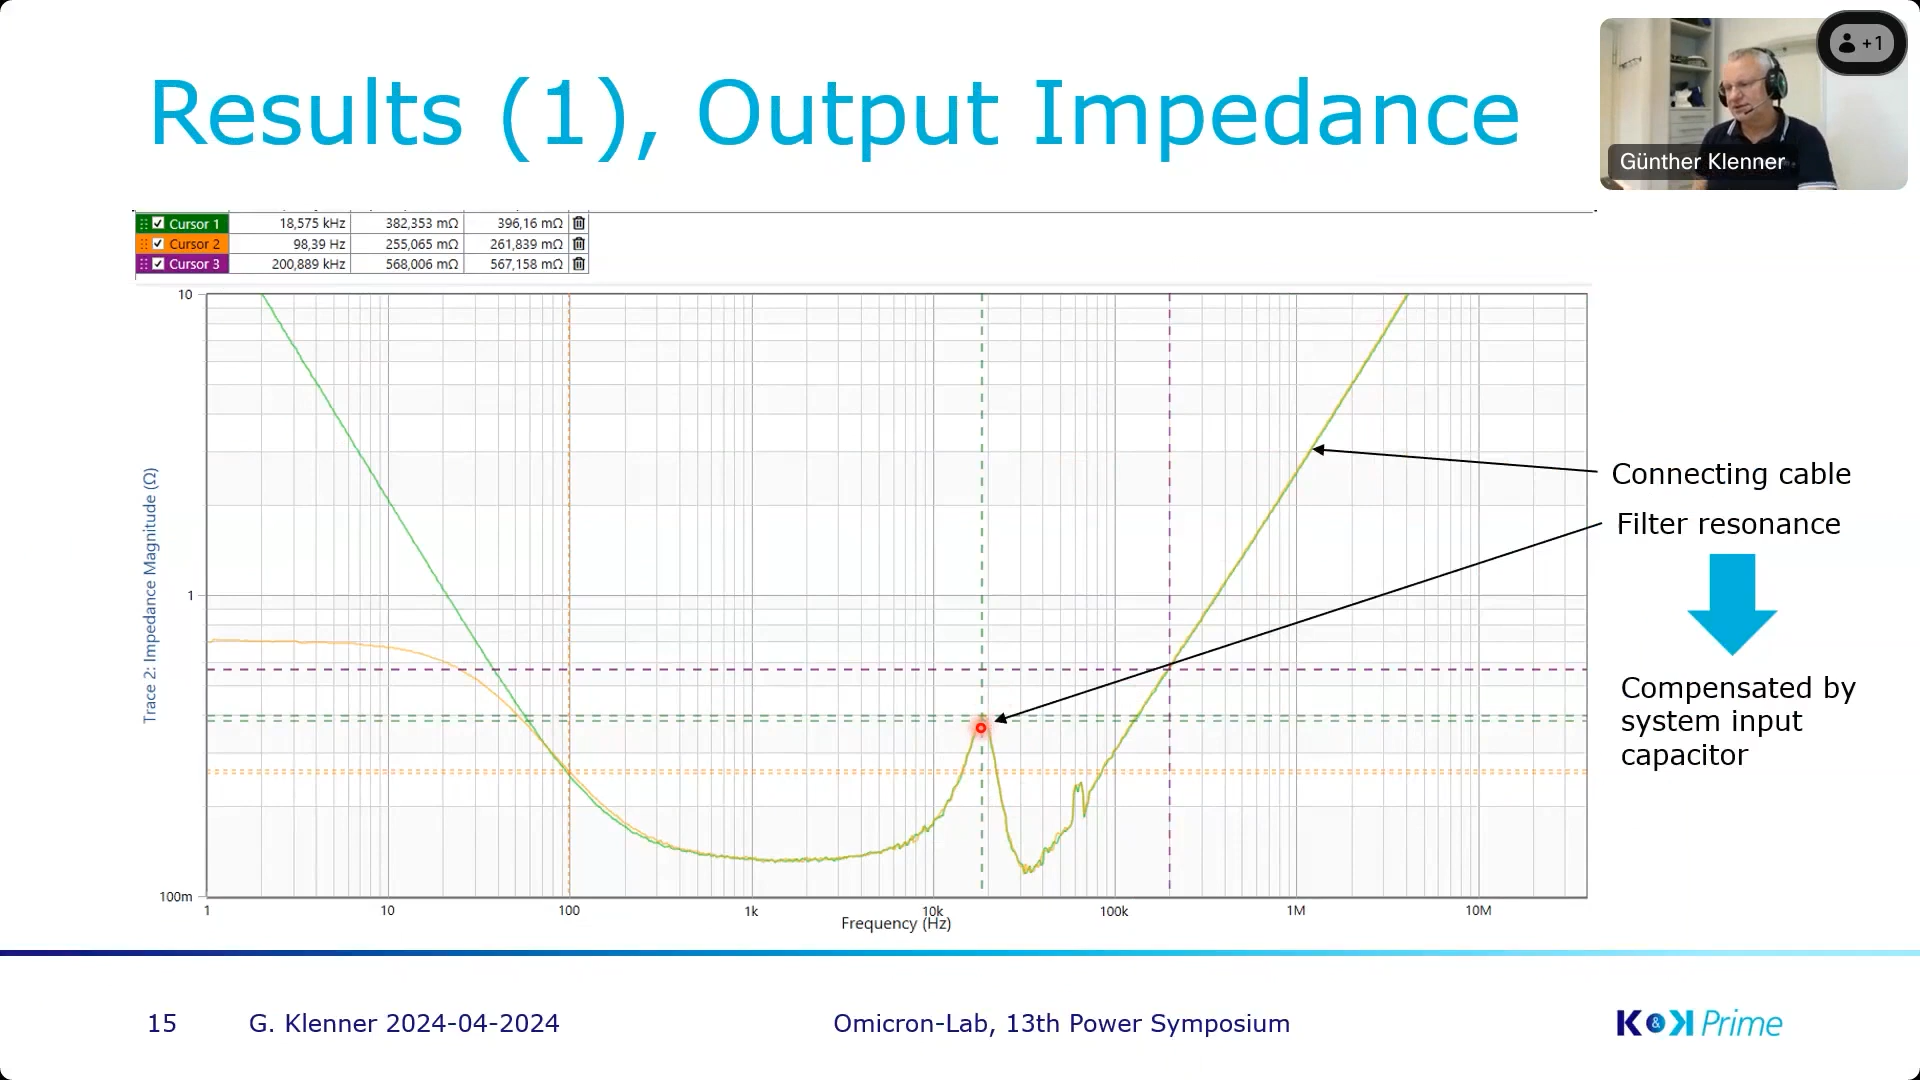 Results (1), Output Impedance
+1
Günther Klenner
Cursor 1 18,575 kHz 382,353 mΩ 396,16 mΩ
Cursor 2 98,39 Hz 255,065 mΩ 261,839 mΩ
Cursor 3 200,889 kHz 568,006 mΩ 567,158 mΩ
10
1
100m
Trace 2: Impedance Magnitude (Ω)
1 10 100 1k 10k 100k 1M 10M
Frequency (Hz)
Connecting cable
Filter resonance
Compensated by
system input
capacitor
15 G. Klenner 2024-04-2024 Omicron-Lab, 13th Power Symposium K&K Prime